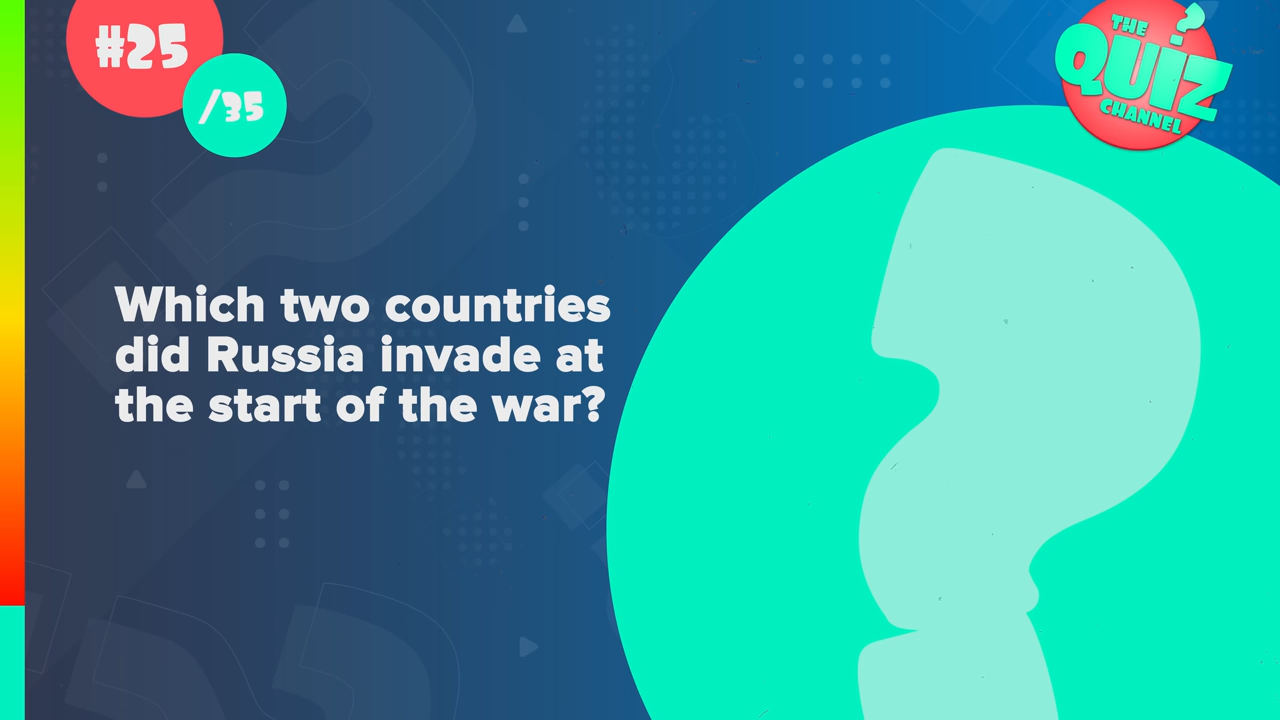 #25
/35
THE
QUIZ
CHANNEL
Which two countries
did Russia invade at
the start of the war?